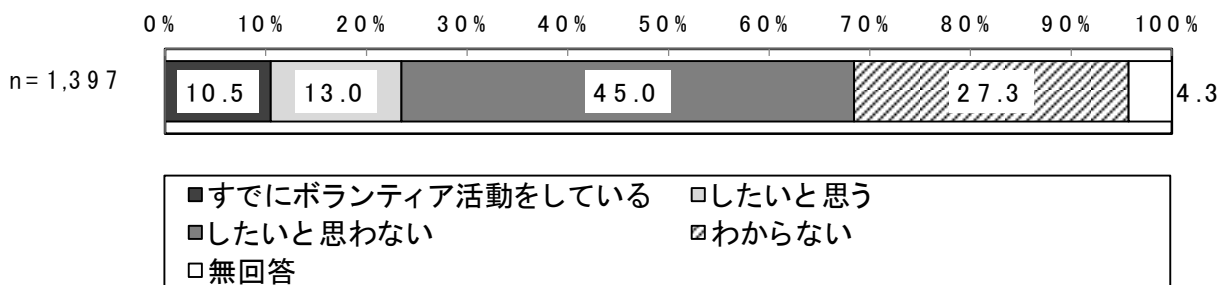 0% 10% 20% 30% 40% 50% 60% 70% 80% 90% 100%
n=1,397 10.5 13.0 45.0 27.3 4.3
すでにボランティア活動をしている したいと思う
したいと思わない わからない
無回答